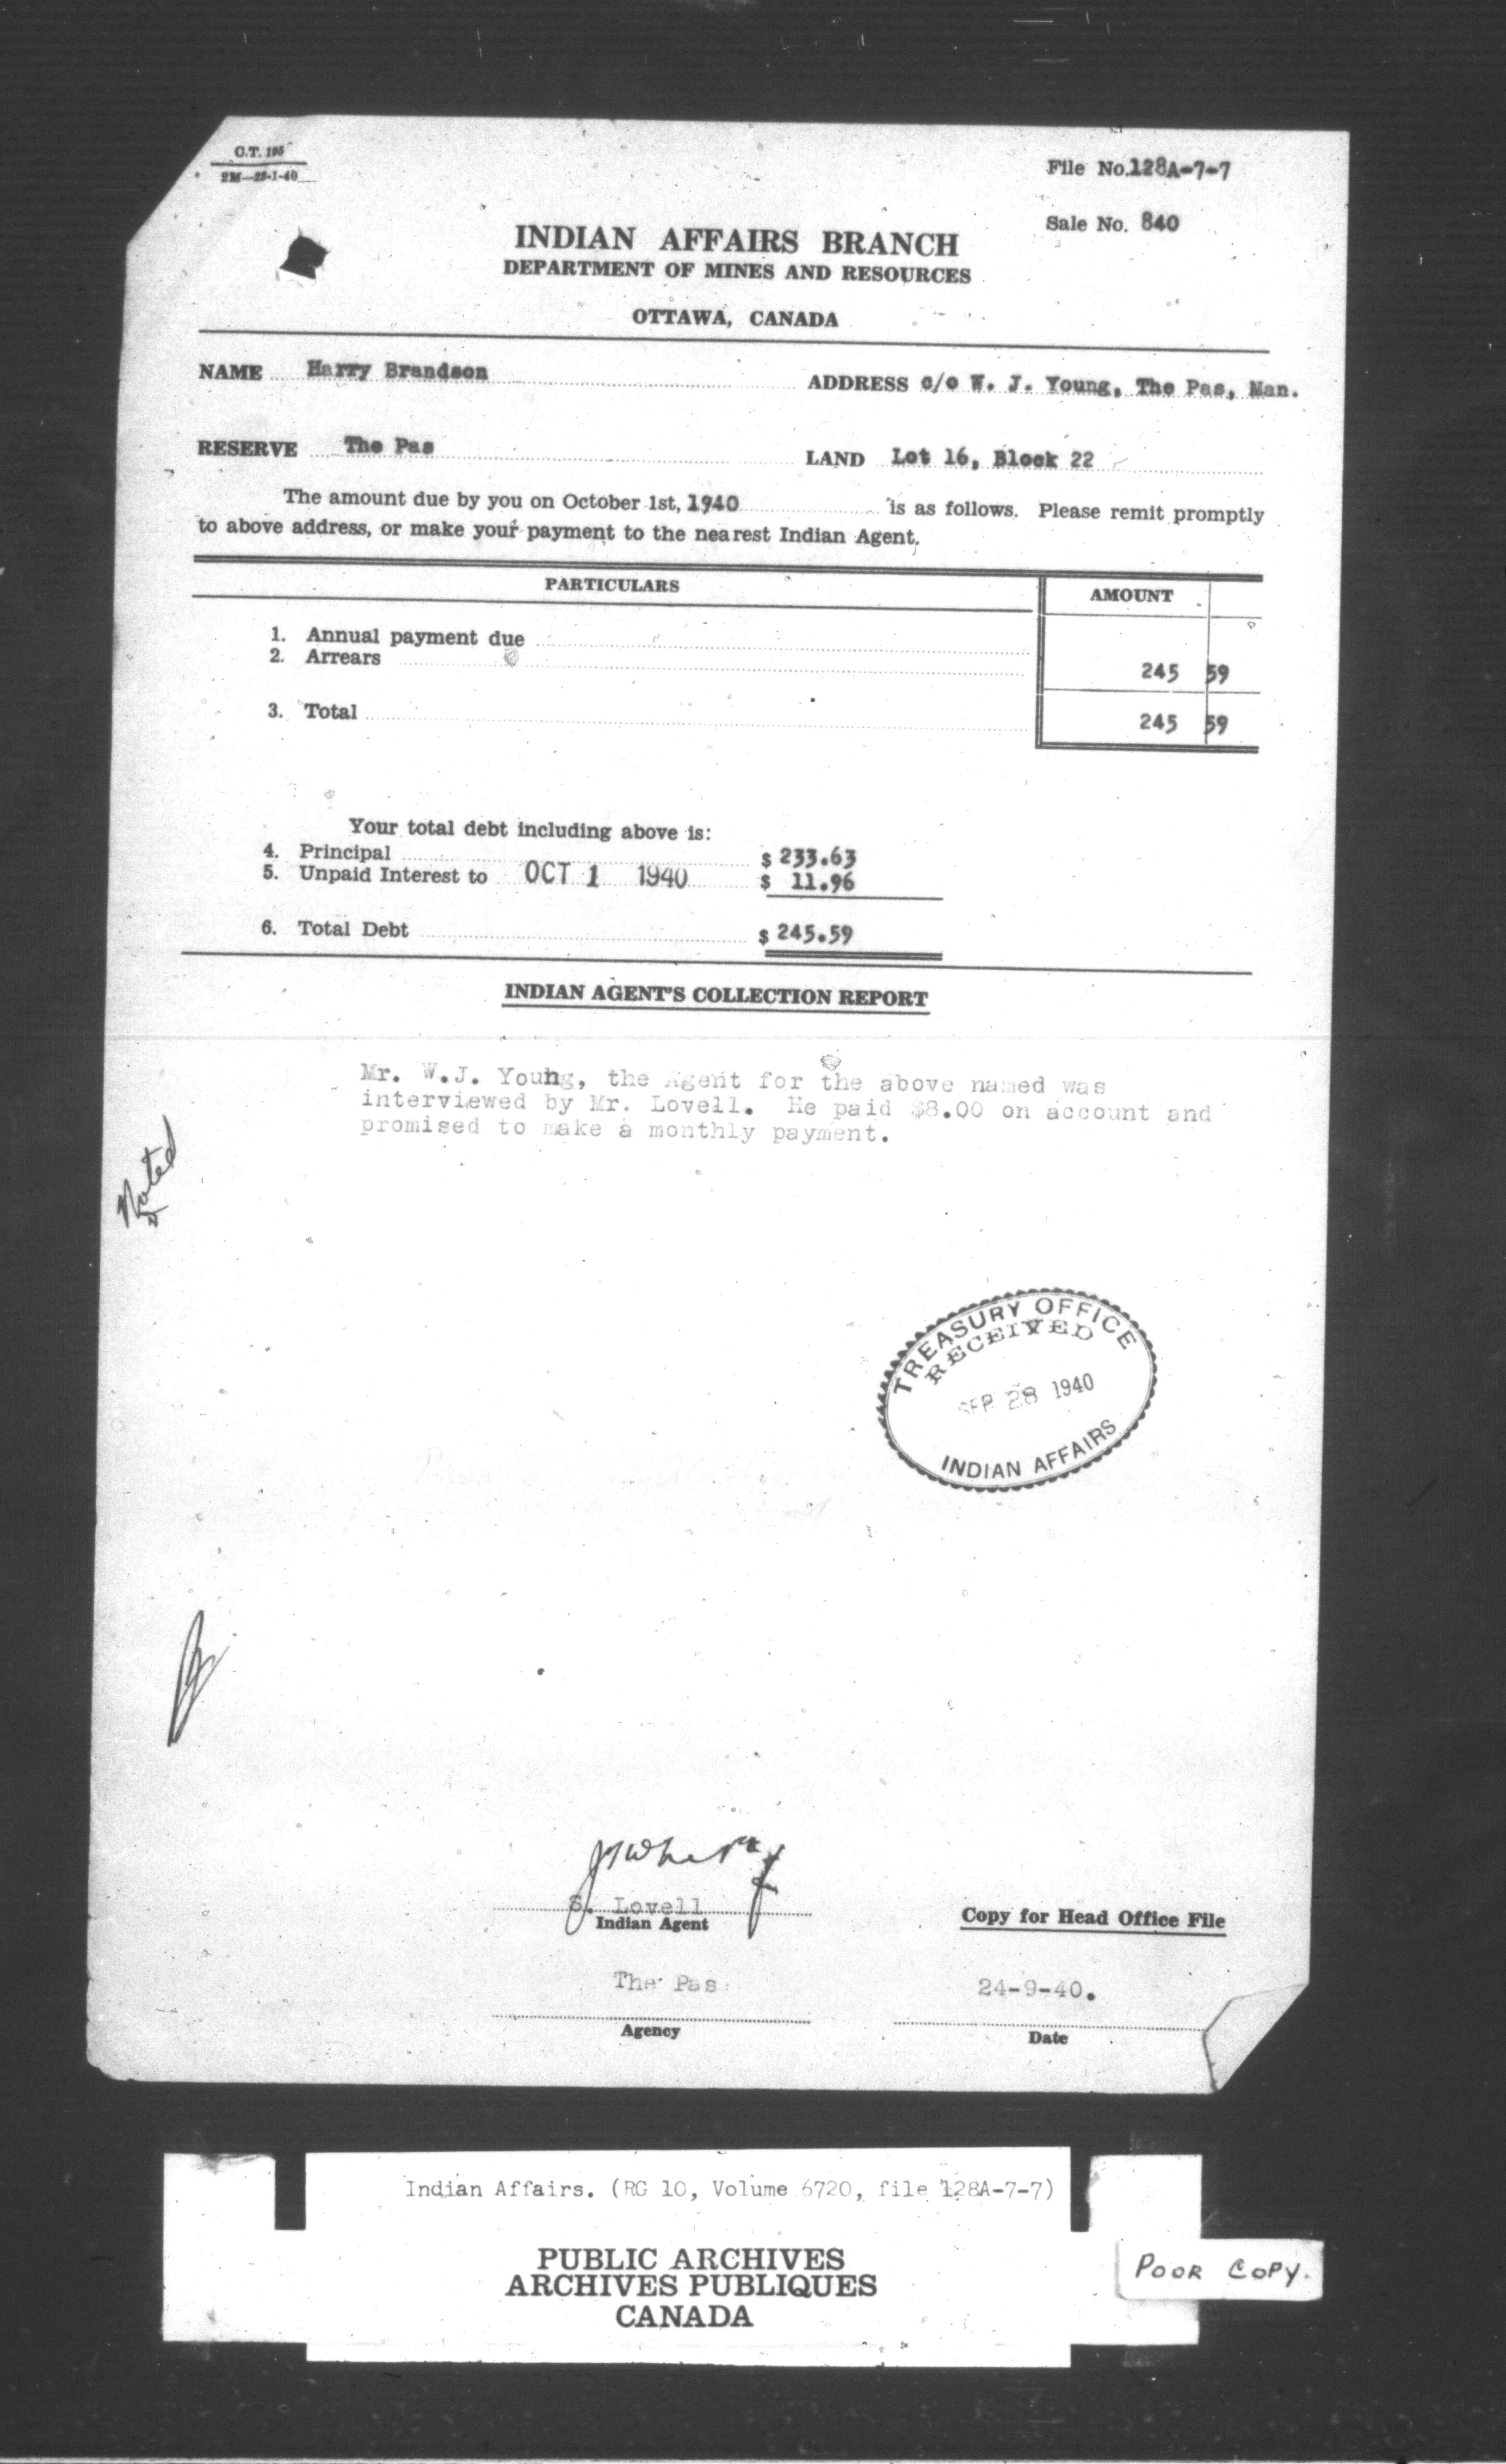 C.T. 195
2M—23-1-40
File No. 128A-7-7
Sale No. 840
INDIAN AFFAIRS BRANCH
DEPARTMENT OF MINES AND RESOURCES
OTTAWA, CANADA
NAME Harry Brandson
ADDRESS c/o W. J. Young, The Pas, Man.
RESERVE The Pas
LAND Lot 16, Block 22
The amount due by you on October 1st, 1940 is as follows. Please remit promptly
to above address, or make your payment to the nearest Indian Agent.
PARTICULARS AMOUNT
1. Annual payment due
2. Arrears 245 59
3. Total 245 59
Your total debt including above is:
4. Principal $ 233.63
5. Unpaid Interest to OCT 1 1940 $ 11.96
6. Total Debt $ 245.59
INDIAN AGENT'S COLLECTION REPORT
Mr. W.J. Young, the Agent for the above named was
interviewed by Mr. Lovell. He paid $8.00 on account and
promised to make a monthly payment.
Noted
TREASURY OFFICE
RECEIVED
SEP 28 1940
INDIAN AFFAIRS
S. Lovell
Indian Agent
Copy for Head Office File
The Pas
24-9-40.
Agency
Date
Indian Affairs. (RG 10, Volume 6720, file 128A-7-7)
PUBLIC ARCHIVES
ARCHIVES PUBLIQUES
CANADA
POOR COPY.